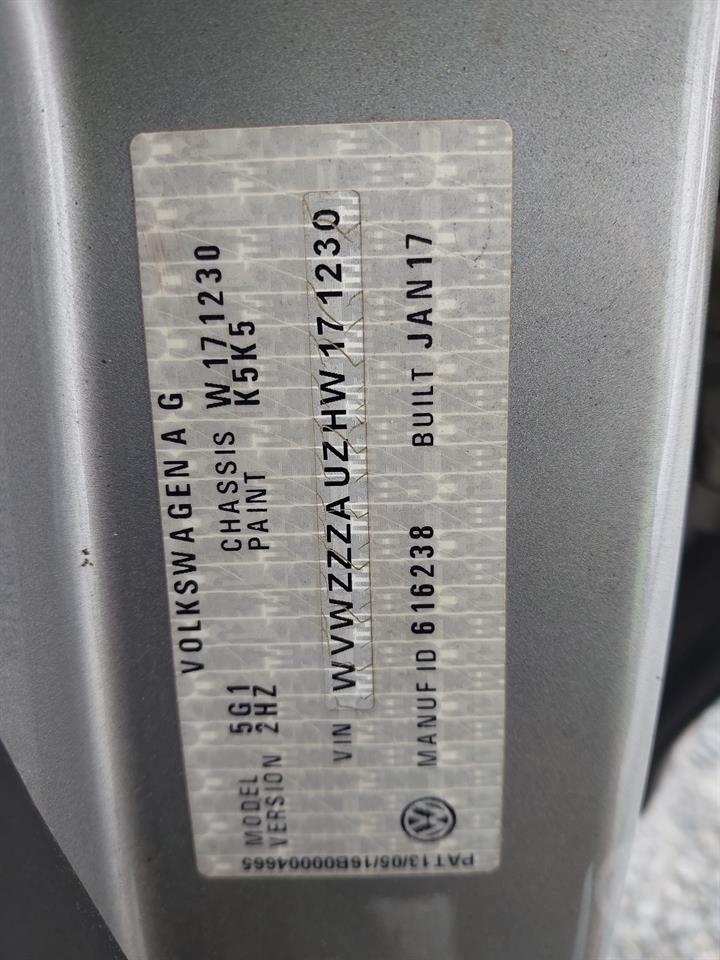 VOLKSWAGEN A G
MODEL 5G1 CHASSIS W171230
VERSION 2HZ PAINT K5K5
VIN WVWZZZAUZHW171230
MANUF ID 616238 BUILT JAN17
PAT13/05/16B00004665